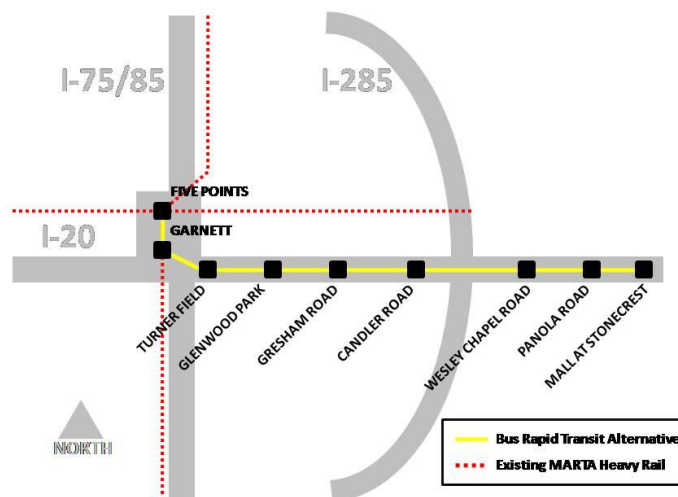 I-75/85
I-285
FIVE POINTS
GARNETT
I-20
TURNER FIELD
GLENWOOD PARK
GRESHAM ROAD
CANDLER ROAD
WESLEY CHAPEL ROAD
PANOLA ROAD
MALL AT STONECREST
NORTH
Bus Rapid Transit Alternative
Existing MARTA Heavy Rail